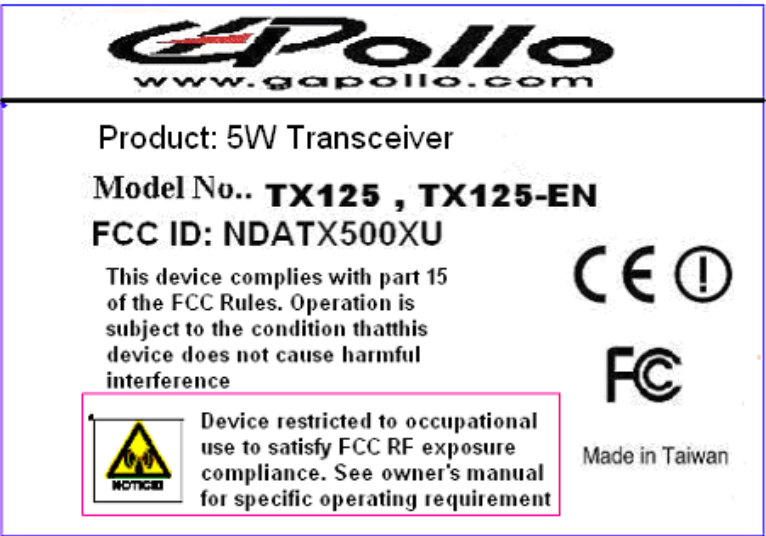 GAPollo
www.gapollo.com
Product: 5W Transceiver
Model No.. TX125 , TX125-EN
FCC ID: NDATX500XU
This device complies with part 15
of the FCC Rules. Operation is
subject to the condition thatthis
device does not cause harmful
interference
CE
FC
Device restricted to occupational
use to satisfy FCC RF exposure
compliance. See owner's manual
for specific operating requirement
NOTICE!
Made in Taiwan